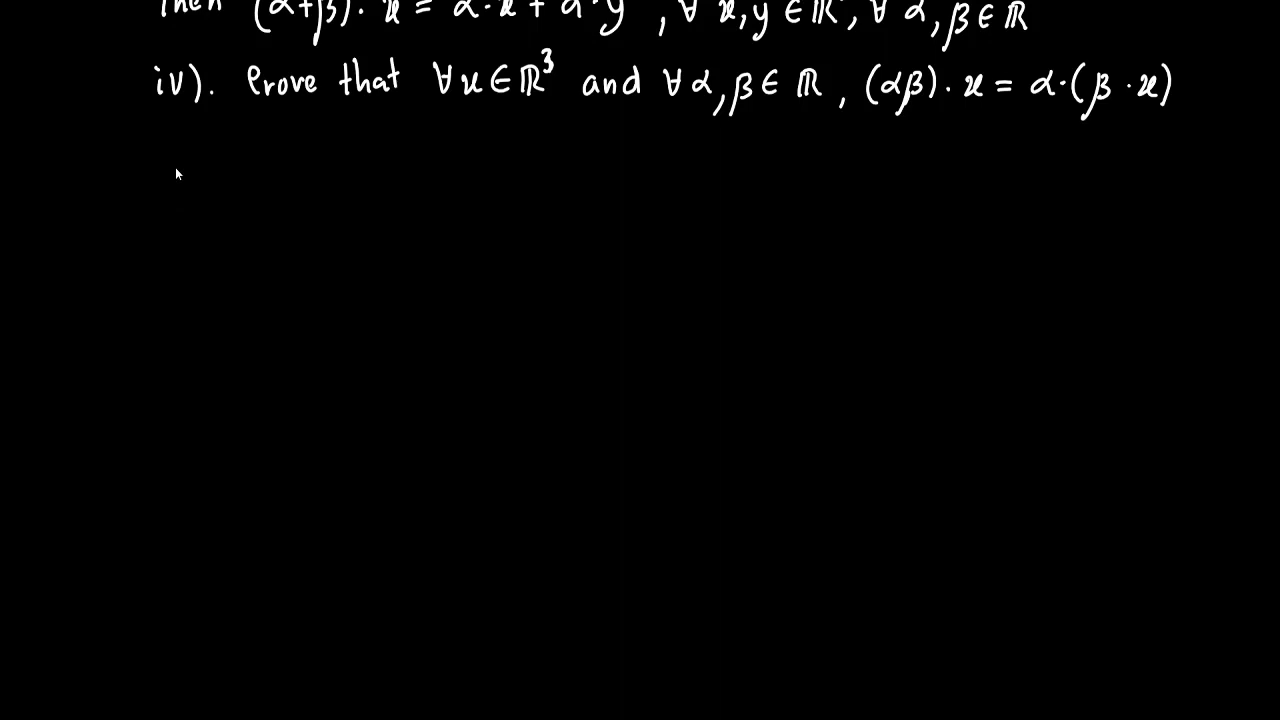 Then (α+β)·x = α·x + α·y , ∀ x,y ∈ ℝ³, ∀ α,β ∈ ℝ
iv). Prove that ∀x∈ℝ³ and ∀α,β∈ ℝ, (αβ)·x = α·(β·x)